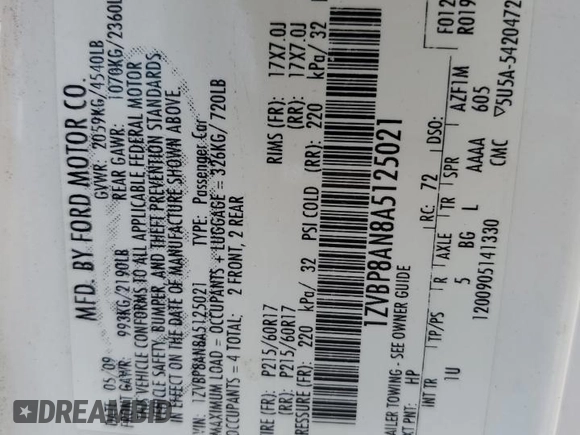 MFD. BY FORD MOTOR CO.
05/09 GVWR: 2059KG/4540LB
FRONT GAWR: 993KG/2190LB REAR GAWR: 1070KG/2360LB
THIS VEHICLE CONFORMS TO ALL APPLICABLE FEDERAL MOTOR
VEHICLE SAFETY, BUMPER, AND THEFT PREVENTION STANDARDS
IN EFFECT ON THE DATE OF MANUFACTURE SHOWN ABOVE.
VIN: 1ZVBP8AN8A5125021 TYPE: Passenger Car
MAXIMUM LOAD = OCCUPANTS + LUGGAGE = 326KG/ 720LB
OCCUPANTS = 4 TOTAL: 2 FRONT, 2 REAR
TIRE (FR): P215/60R17 RIMS (FR): 17X7.0J
(RR): P215/60R17 (RR): 17X7.0J
PRESSURE (FR): 220 kPa/ 32 PSI COLD (RR): 220 kPa/ 32
1ZVBP8AN8A5125021
TRAILER TOWING - SEE OWNER GUIDE
EXT PNT: HP RC: 72 DSO: F012
R019
INT TR TP/PS R AXLE TR SPR AZF1M
1U 5 BG L AAAA 605
1200905141330 CMC ▽5U5A-5420472
DREAMBID